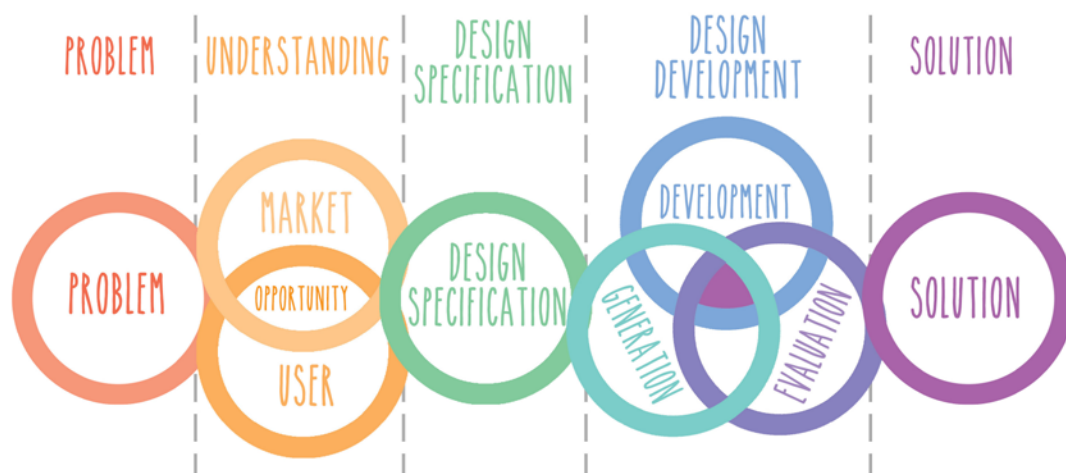 PROBLEM
UNDERSTANDING
DESIGN
SPECIFICATION
DESIGN
DEVELOPMENT
SOLUTION
PROBLEM
MARKET
OPPORTUNITY
USER
DESIGN
SPECIFICATION
DEVELOPMENT
GENERATION
EVALUATION
SOLUTION